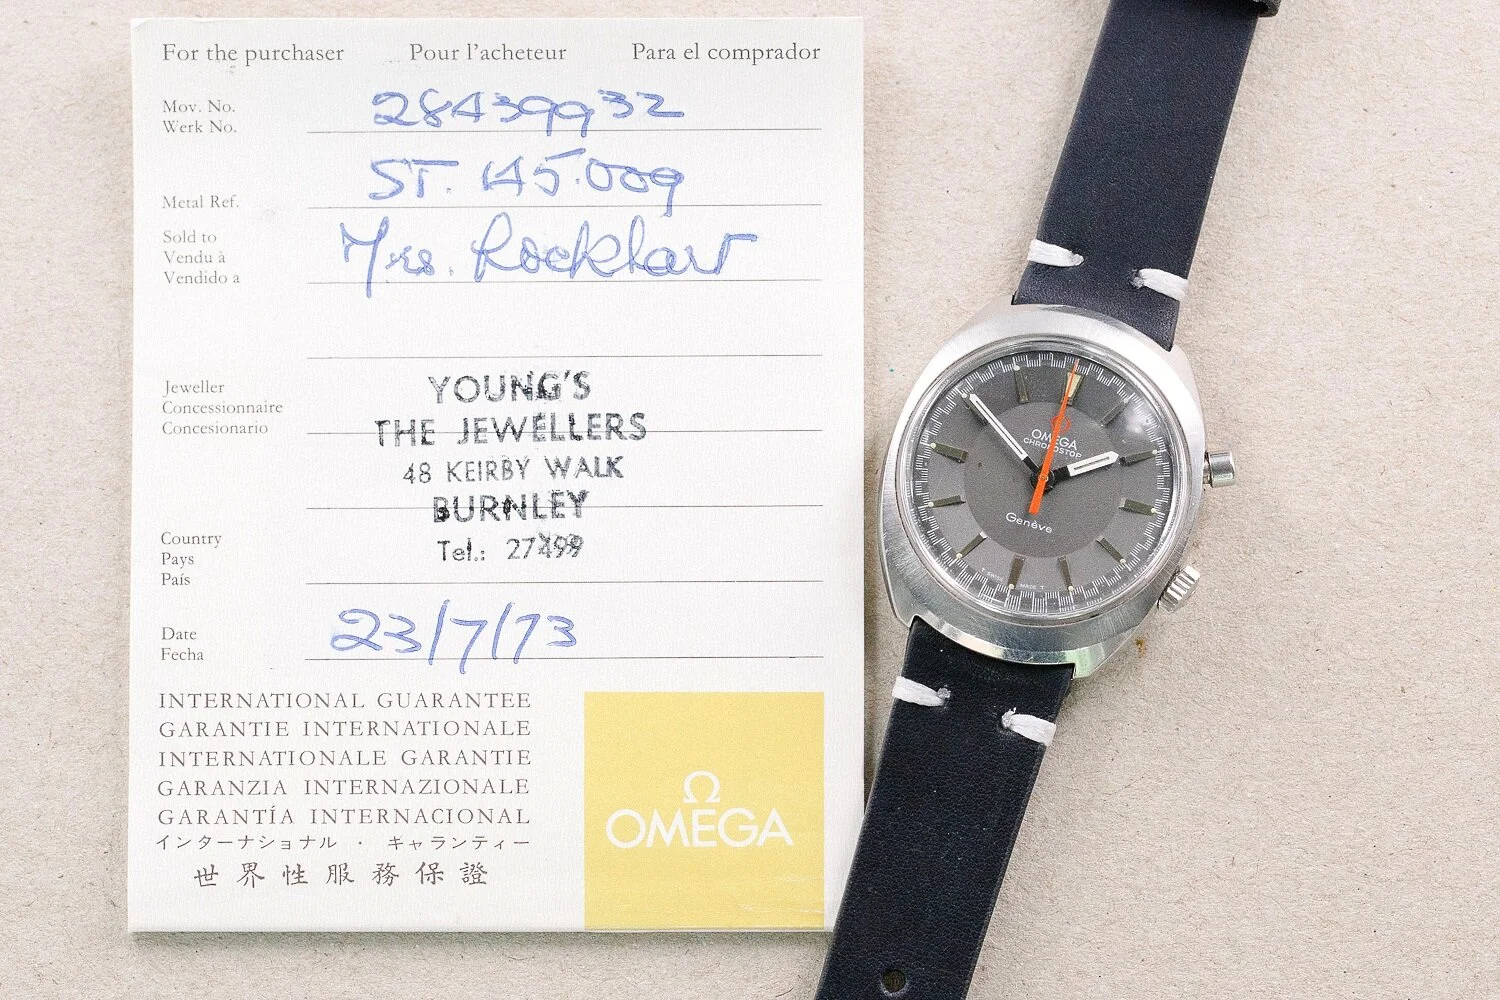 For the purchaser Pour l'acheteur Para el comprador
Mov. No.
Werk No.
28439932
ST. 145.009
Metal Ref.
Sold to
Vendu à
Vendido a
Mrs. Rockhart
Jeweller
Concessionnaire
Concesionario
YOUNG'S
THE JEWELLERS
48 KEIRBY WALK
BURNLEY
Tel.: 27499
Country
Pays
País
Date
Fecha
23/7/73
INTERNATIONAL GUARANTEE
GARANTIE INTERNATIONALE
INTERNATIONALE GARANTIE
GARANZIA INTERNAZIONALE
GARANTÍA INTERNACIONAL
インターナショナル · ギャランティー
世界性服務保證
Ω
OMEGA
OMEGA
CHRONOSTOP
Genève
T SWISS MADE T